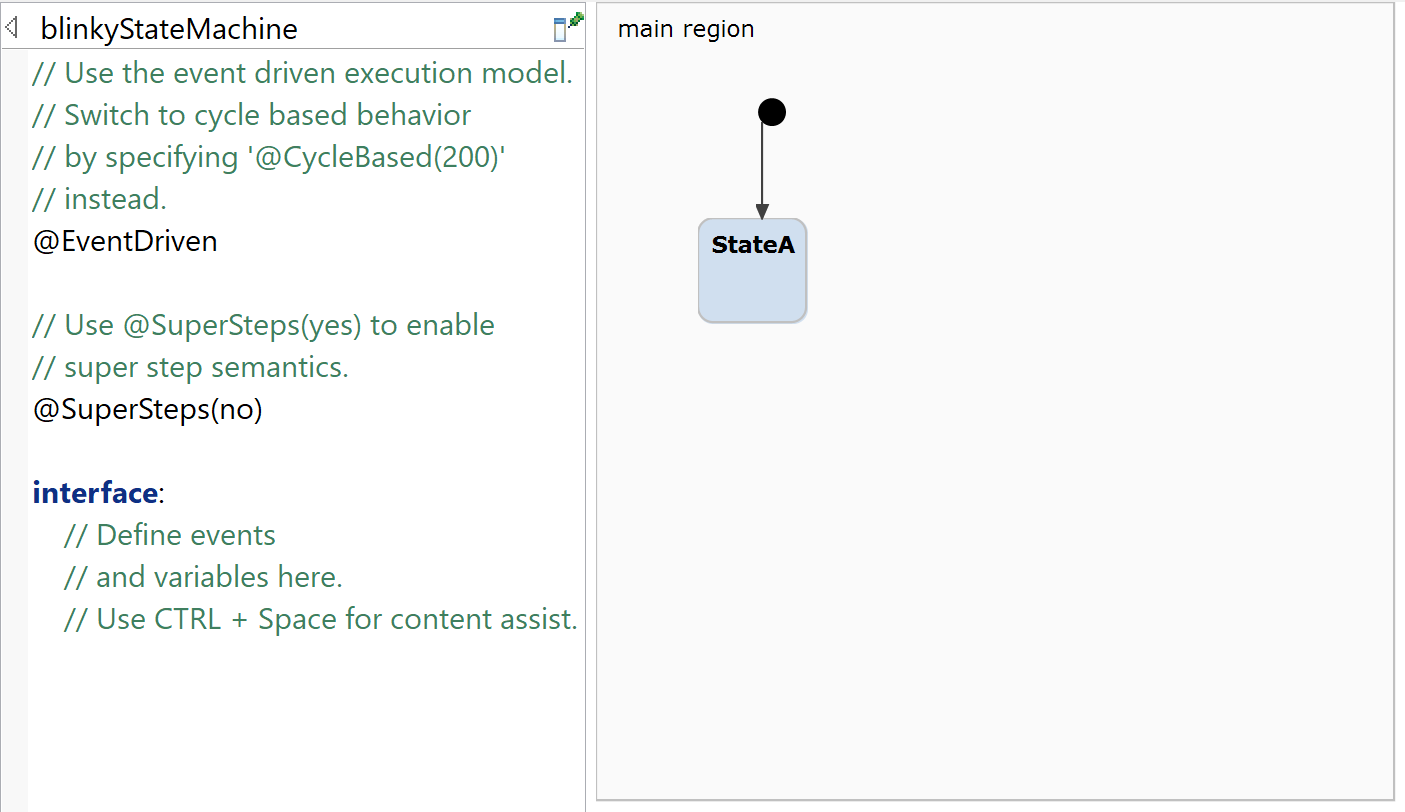 blinkyStateMachine
// Use the event driven execution model.
// Switch to cycle based behavior
// by specifying '@CycleBased(200)'
// instead.
@EventDriven
// Use @SuperSteps(yes) to enable
// super step semantics.
@SuperSteps(no)
interface:
// Define events
// and variables here.
// Use CTRL + Space for content assist.
main region
StateA